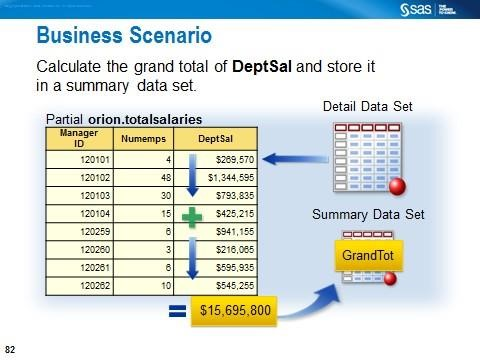 sas THE POWER TO KNOW.
Business Scenario
Calculate the grand total of DeptSal and store it
in a summary data set.
Detail Data Set
Partial orion.totalsalaries
Manager ID Numemps DeptSal
120101 4 $269,570
120102 48 $1,344,595
120103 30 $793,835
120104 15 $425,215
120259 6 $941,155
120260 3 $216,065
120261 6 $595,935
120262 10 $545,255
Summary Data Set
GrandTot
= $15,695,800
82